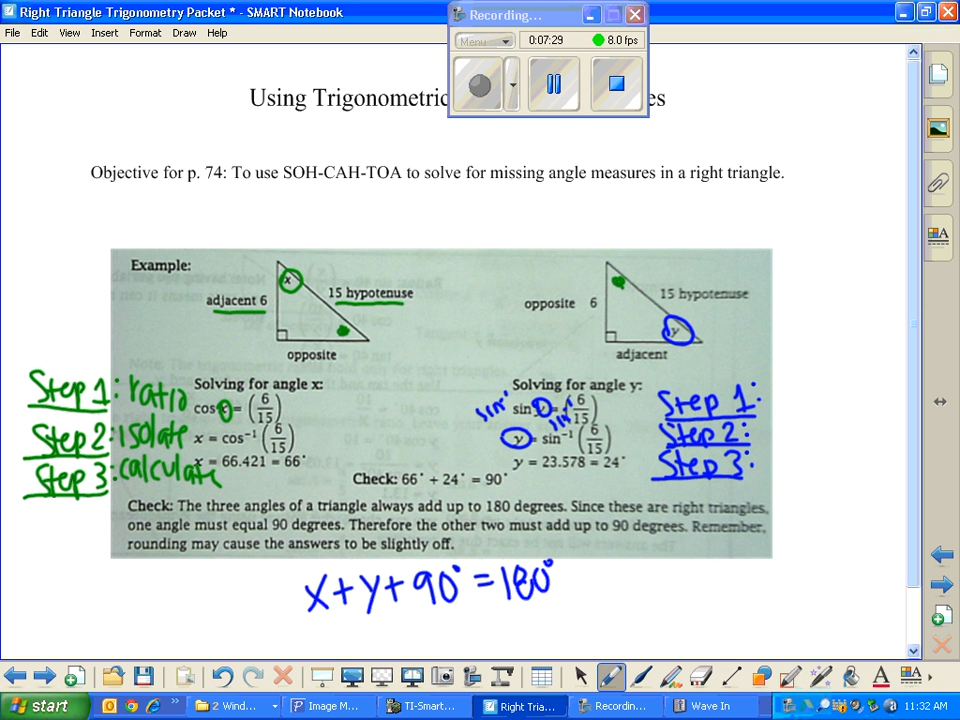 Right Triangle Trigonometry Packet * - SMART Notebook
Recording...
File Edit View Insert Format Draw Help
Menu 0:07:29 8.0 fps
Using Trigonometric es
Objective for p. 74: To use SOH-CAH-TOA to solve for missing angle measures in a right triangle.
Example:
x
adjacent 6
15 hypotenuse
opposite
opposite 6
15 hypotenuse
y
adjacent
Step 1: ratio
Step 2: isolate
Step 3: calculate
Solving for angle x:
cos x = (6/15)
x = cos⁻¹ (6/15)
x = 66.421 = 66°
Solving for angle y:
sin⁻¹ sin y = sin⁻¹ (6/15)
y = sin⁻¹ (6/15)
y = 23.578 = 24°
Step 1:
Step 2:
Step 3:
Check: 66° + 24° = 90°
Check: The three angles of a triangle always add up to 180 degrees. Since these are right triangles,
one angle must equal 90 degrees. Therefore the other two must add up to 90 degrees. Remember,
rounding may cause the answers to be slightly off.
x+y+90°=180°
start
2 Wind...
Image M...
TI-Smart...
Right Tria...
Recordin...
Wave In
11:32 AM